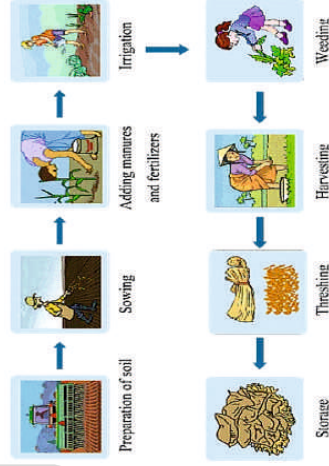 Preparation of soil
Sowing
Adding manures
and fertilizers
Irrigation
Weeding
Harvesting
Threshing
Storage